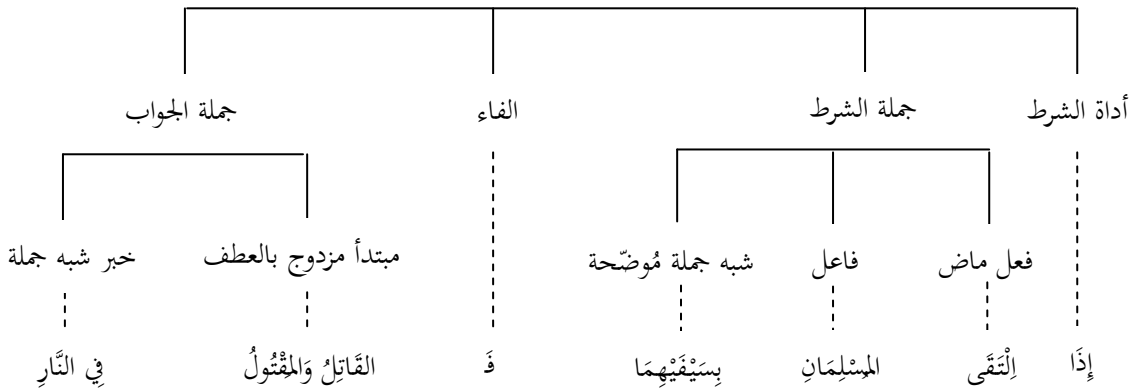 أداة الشرط جملة الشرط الفاء جملة الجواب
فعل ماض فاعل شبه جملة مُوضّحة مبتدأ مزدوج بالعطف خبر شبه جملة
إِذَا اِلْتَقَى المسْلِمَانِ بِسَيْفَيْهِمَا فَ القَاتِلُ وَالمقْتُولُ فِي النَّارِ